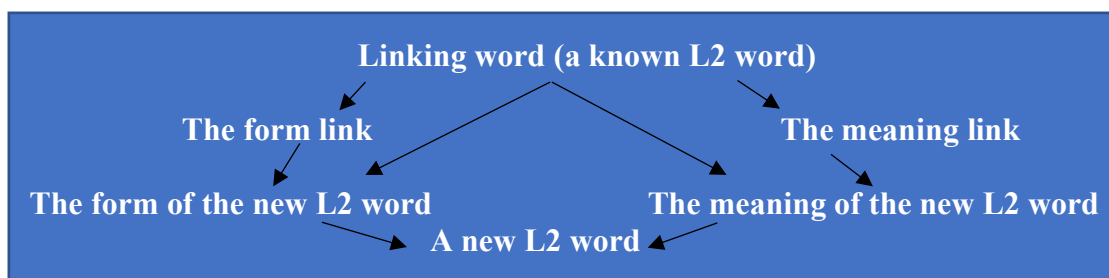 Linking word (a known L2 word)
The form link The meaning link
The form of the new L2 word The meaning of the new L2 word
A new L2 word